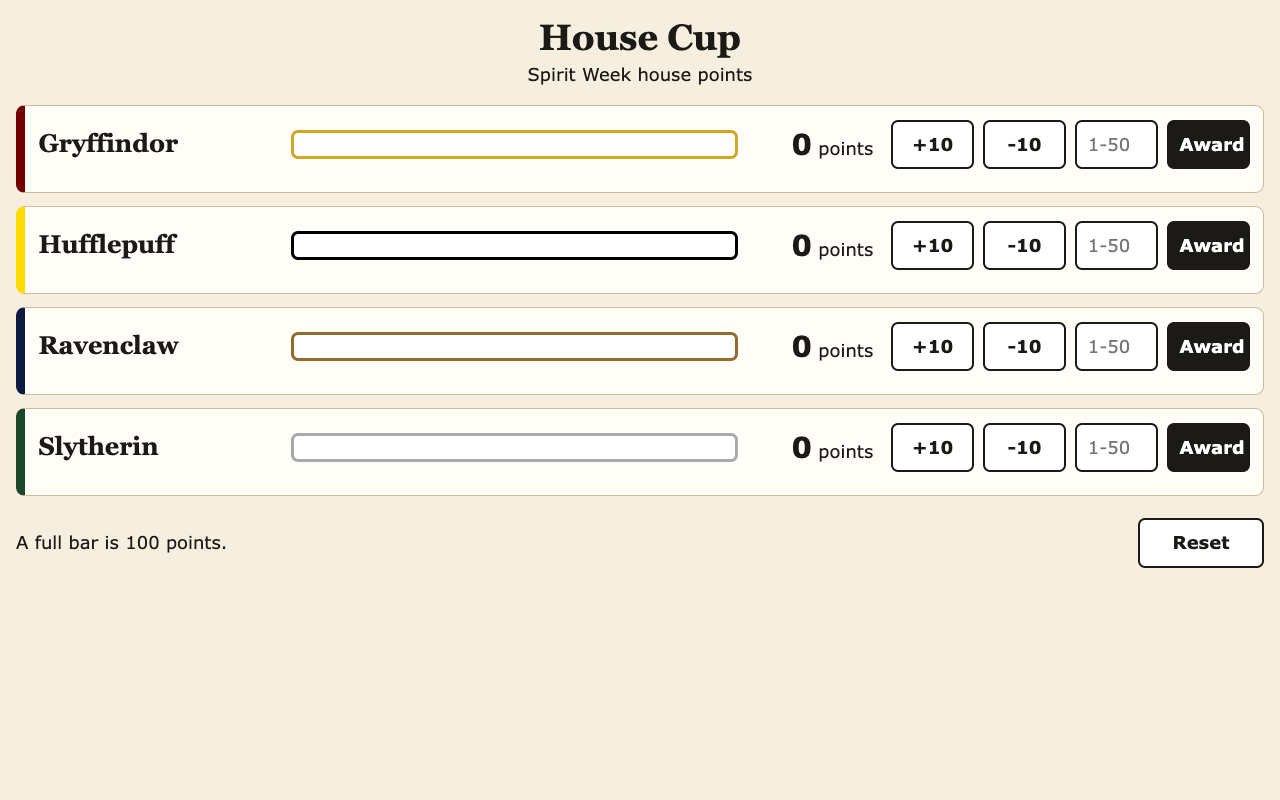 House Cup
Spirit Week house points
Gryffindor 0 points +10 -10 1-50 Award
Hufflepuff 0 points +10 -10 1-50 Award
Ravenclaw 0 points +10 -10 1-50 Award
Slytherin 0 points +10 -10 1-50 Award
A full bar is 100 points. Reset